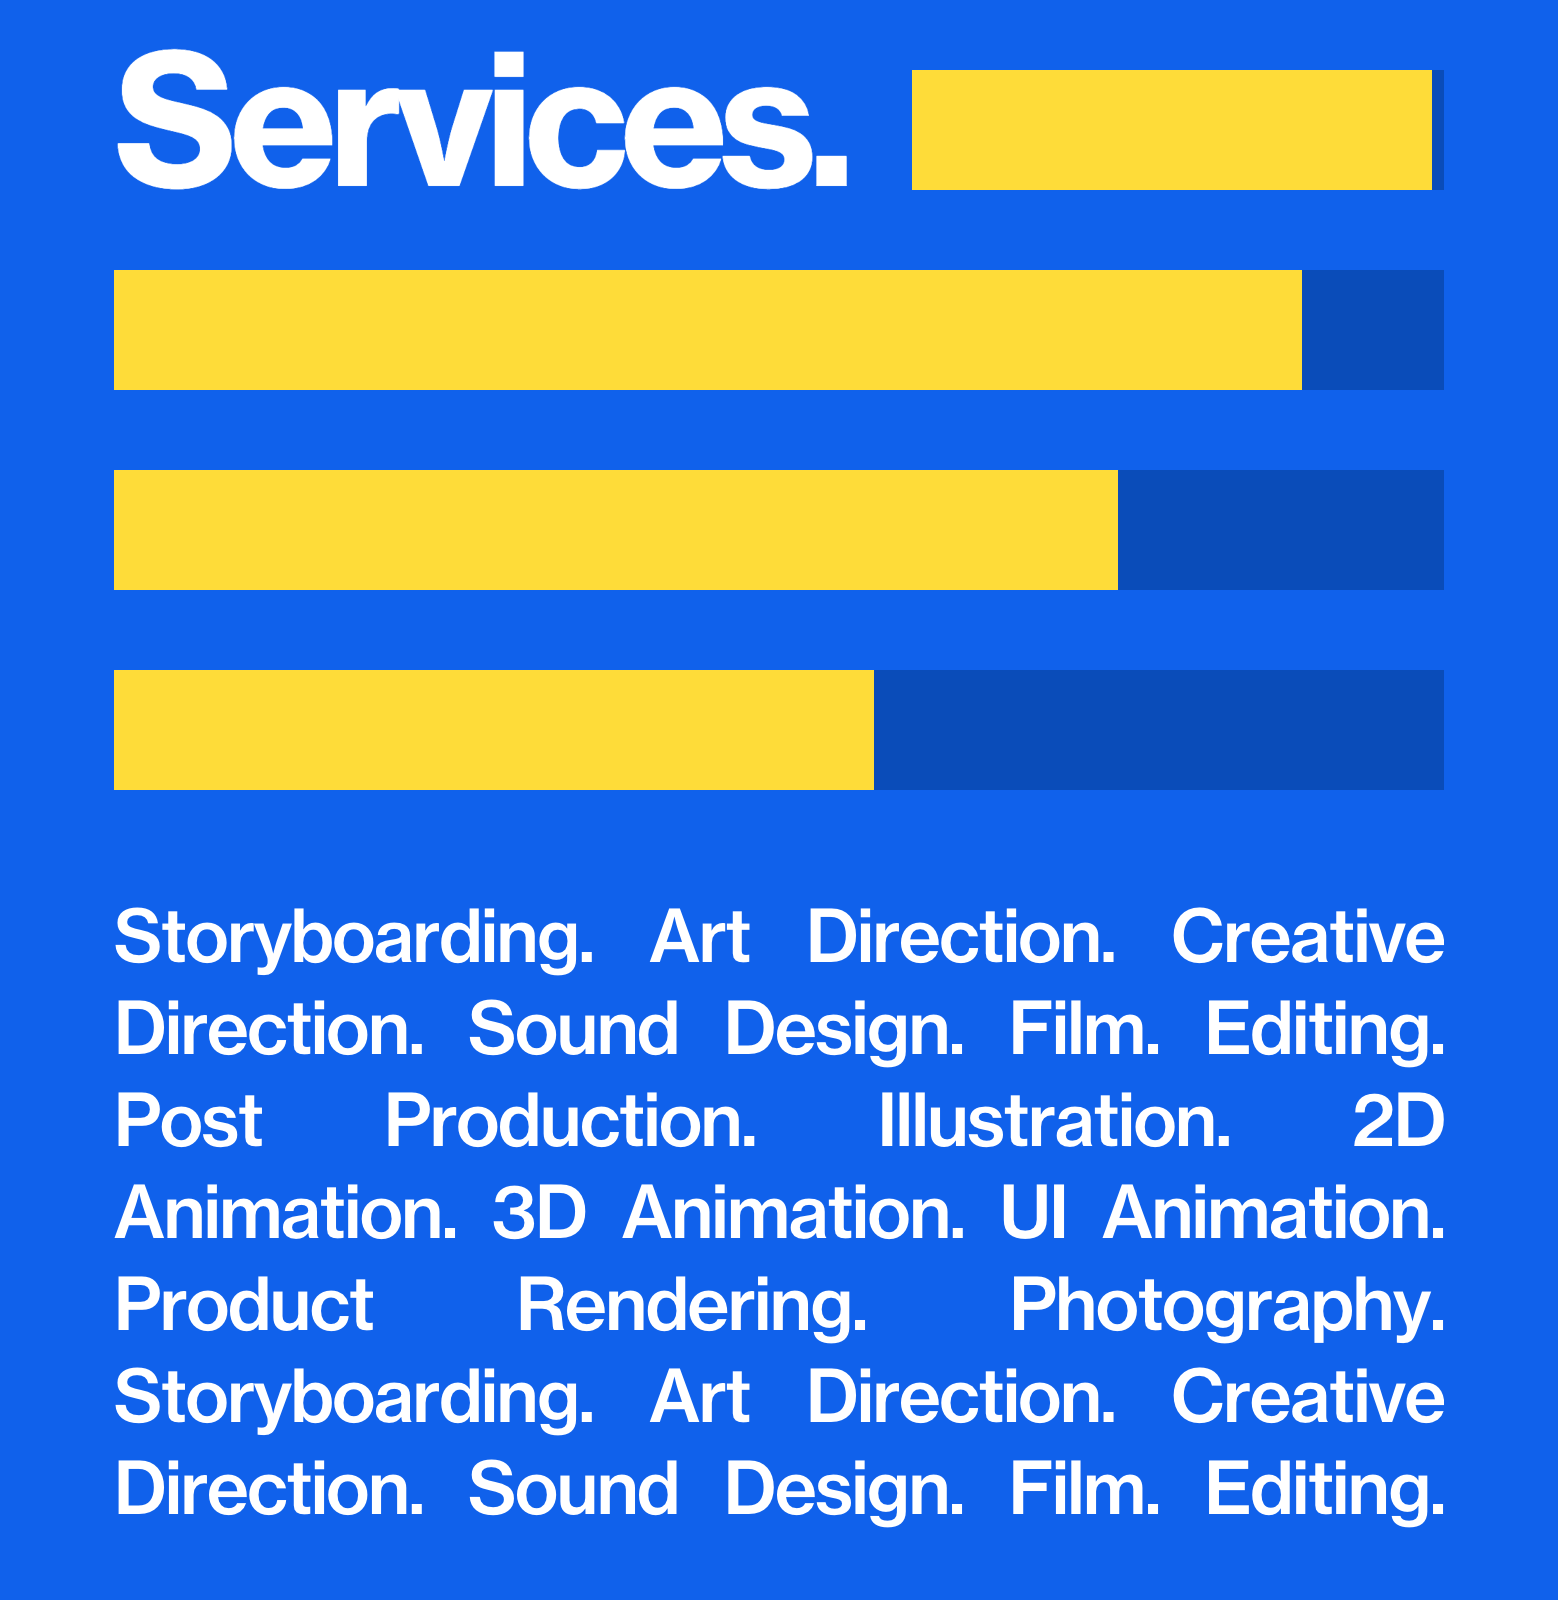 Services.
Storyboarding. Art Direction. Creative
Direction. Sound Design. Film. Editing.
Post Production. Illustration. 2D
Animation. 3D Animation. UI Animation.
Product Rendering. Photography.
Storyboarding. Art Direction. Creative
Direction. Sound Design. Film. Editing.